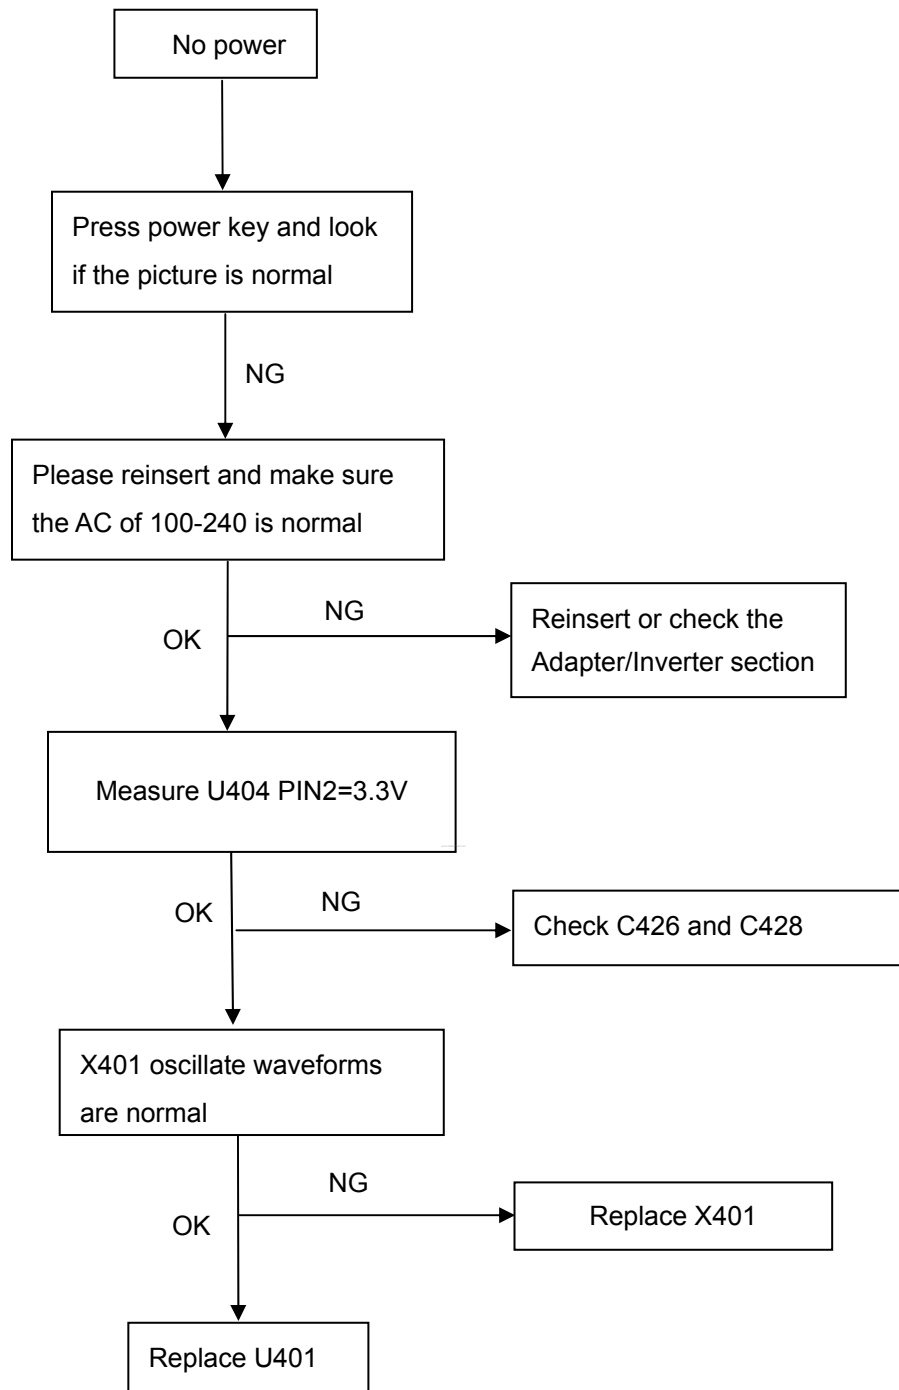 No power
Press power key and look
if the picture is normal
NG
Please reinsert and make sure
the AC of 100-240 is normal
NG
OK
Reinsert or check the
Adapter/Inverter section
Measure U404 PIN2=3.3V
NG
OK
Check C426 and C428
X401 oscillate waveforms
are normal
NG
OK
Replace X401
Replace U401